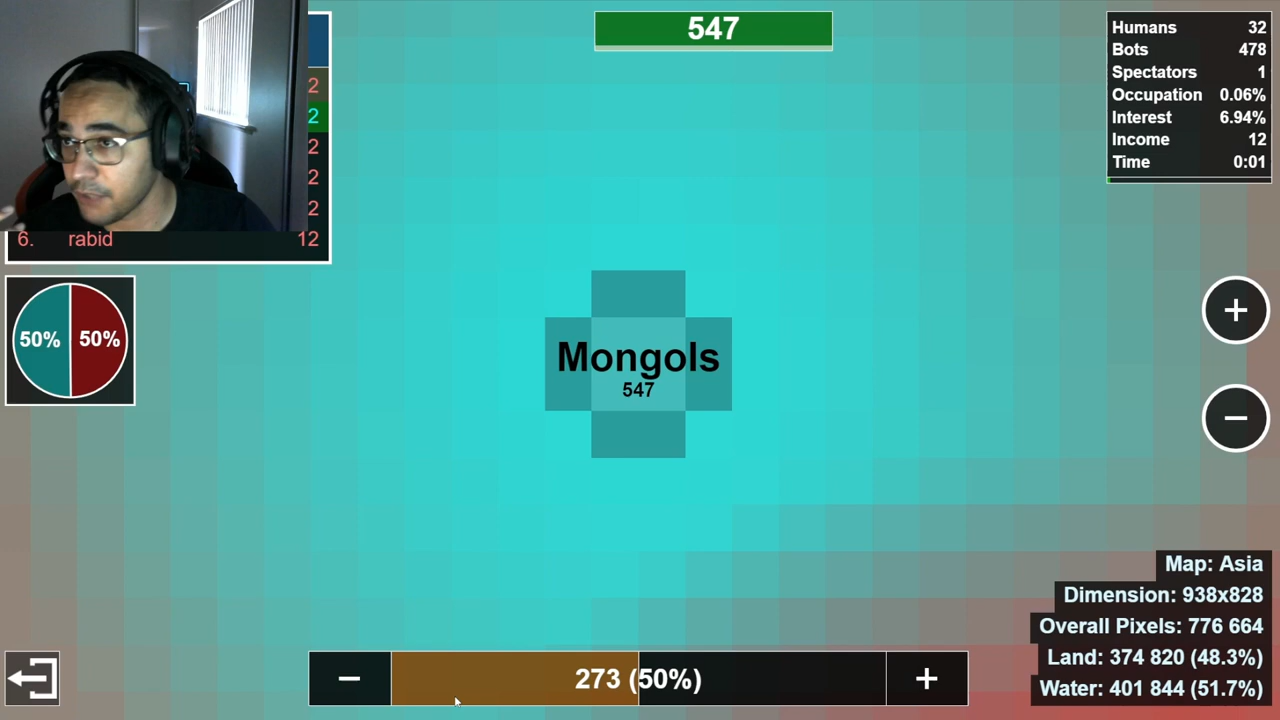 547
Humans 32
Bots 478
Spectators 1
Occupation 0.06%
Interest 6.94%
Income 12
Time 0:01
2
2
2
2
2
6. rabid 12
50% 50%
+
−
Mongols
547
− 273 (50%) +
Map: Asia
Dimension: 938x828
Overall Pixels: 776 664
Land: 374 820 (48.3%)
Water: 401 844 (51.7%)